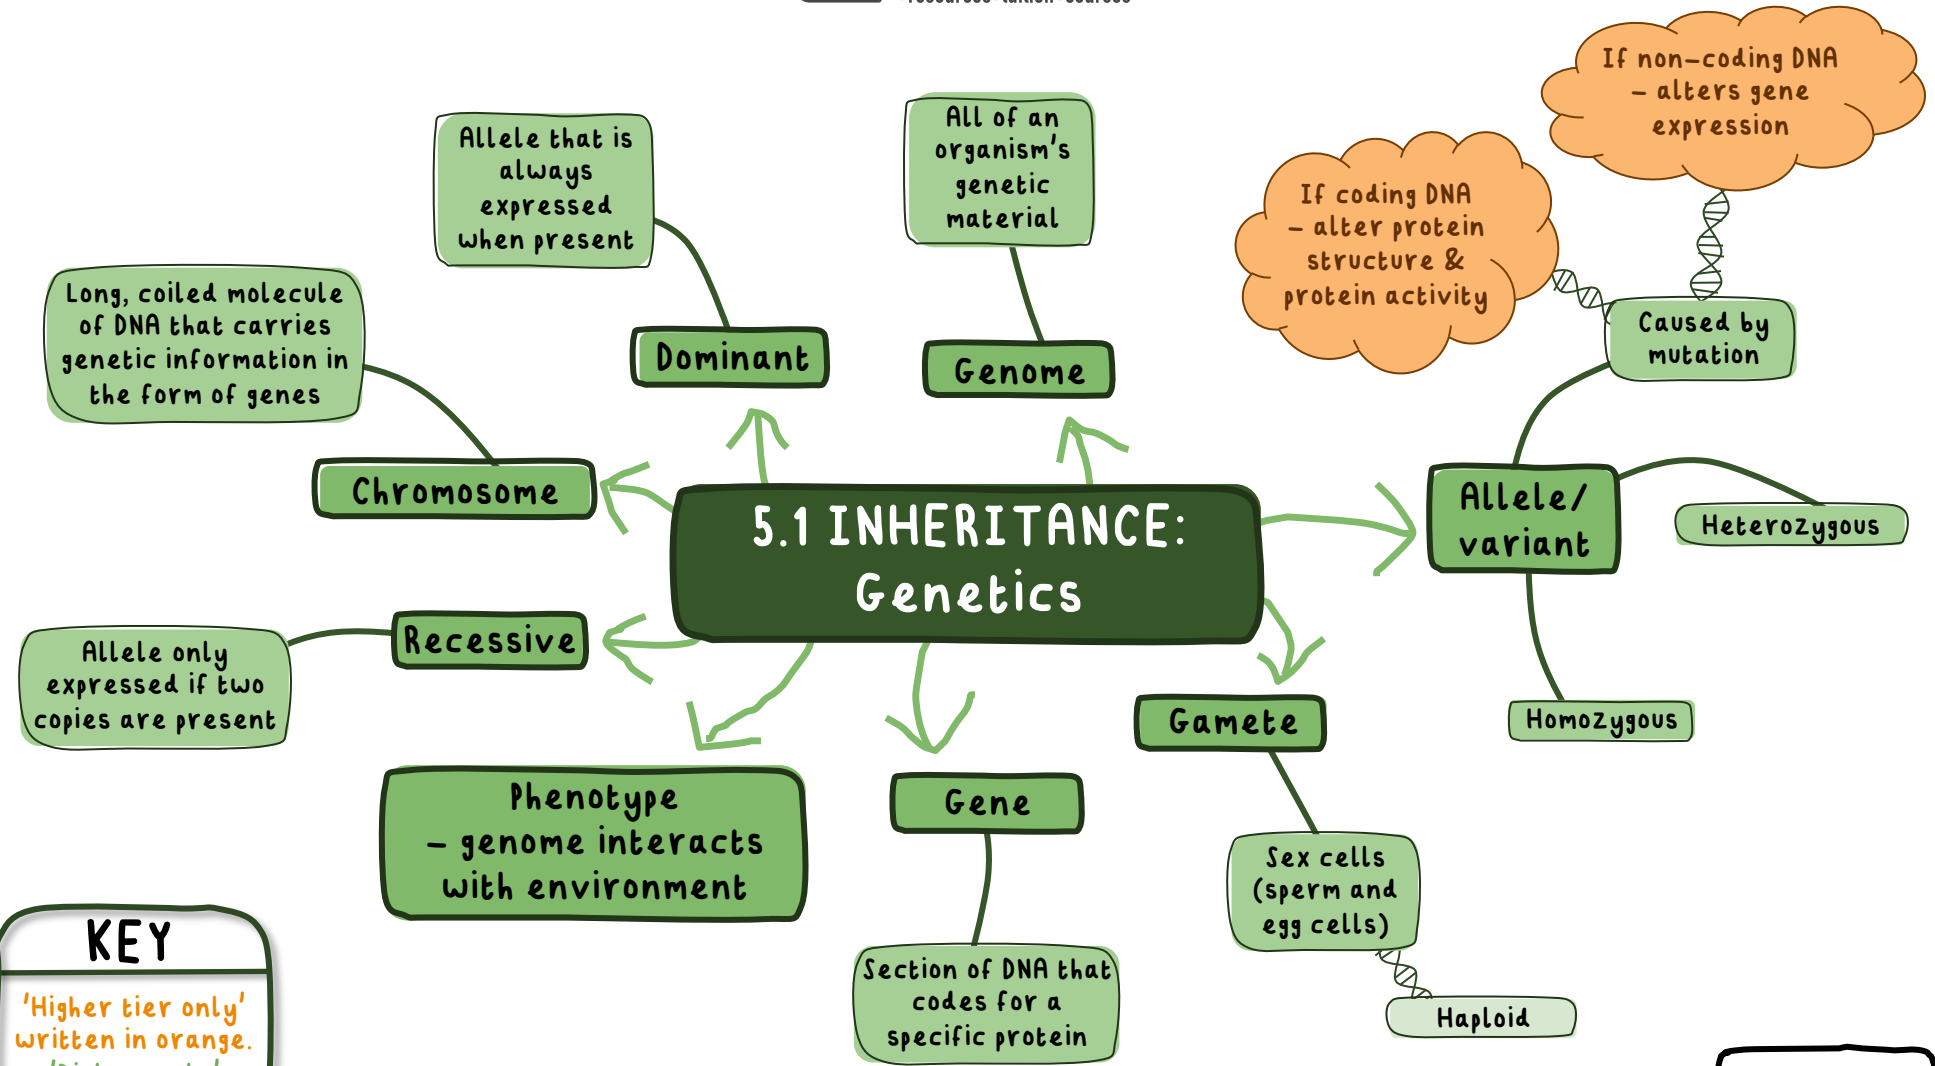 If non-coding DNA
- alters gene
expression
If coding DNA
- alter protein
structure &
protein activity
Caused by
mutation
All of an
organism's
genetic
material
Allele that is
always
expressed
when present
Long, coiled molecule
of DNA that carries
genetic information in
the form of genes
Dominant
Genome
Chromosome
5.1 INHERITANCE:
Genetics
Allele/
variant
Heterozygous
Homozygous
Recessive
Allele only
expressed if two
copies are present
Phenotype
- genome interacts
with environment
Gene
Section of DNA that
codes for a
specific protein
Gamete
Sex cells
(sperm and
egg cells)
Haploid
KEY
'Higher tier only'
written in orange.